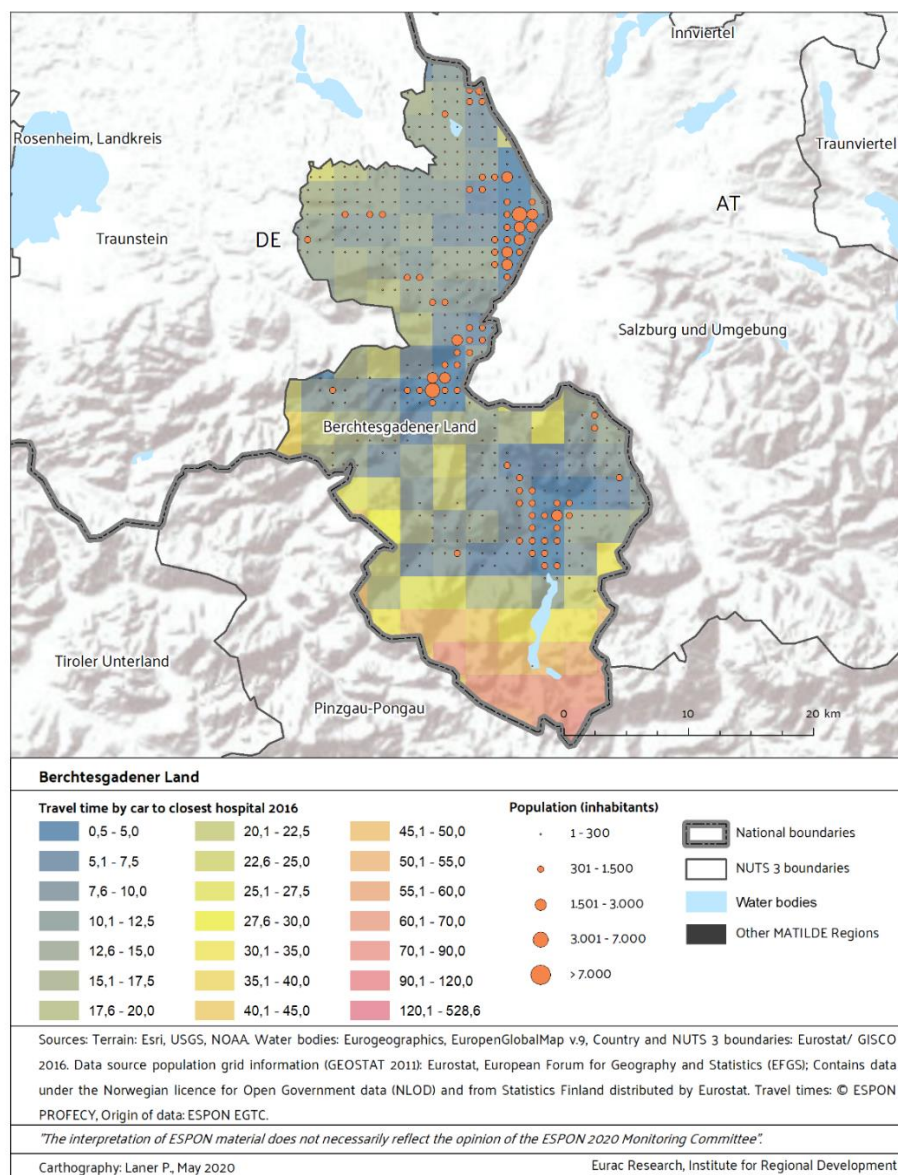 Innviertel
Rosenheim, Landkreis
Traunviertel
AT
DE
Traunstein
Salzburg und Umgebung
Berchtesgadener Land
Tiroler Unterland
Pinzgau-Pongau
0 10 20 km
Berchtesgadener Land
Travel time by car to closest hospital 2016
0,5 - 5,0
5,1 - 7,5
7,6 - 10,0
10,1 - 12,5
12,6 - 15,0
15,1 - 17,5
17,6 - 20,0
20,1 - 22,5
22,6 - 25,0
25,1 - 27,5
27,6 - 30,0
30,1 - 35,0
35,1 - 40,0
40,1 - 45,0
45,1 - 50,0
50,1 - 55,0
55,1 - 60,0
60,1 - 70,0
70,1 - 90,0
90,1 - 120,0
120,1 - 528,6
Population (inhabitants)
1 - 300
301 - 1.500
1.501 - 3.000
3.001 - 7.000
> 7.000
National boundaries
NUTS 3 boundaries
Water bodies
Other MATILDE Regions
Sources: Terrain: Esri, USGS, NOAA. Water bodies: Eurogeographics, EuropenGlobalMap v.9, Country and NUTS 3 boundaries: Eurostat/ GISCO
2016. Data source population grid information (GEOSTAT 2011): Eurostat, European Forum for Geography and Statistics (EFGS); Contains data
under the Norwegian licence for Open Government data (NLOD) and from Statistics Finland distributed by Eurostat. Travel times: © ESPON
PROFECY, Origin of data: ESPON EGTC.
"The interpretation of ESPON material does not necessarily reflect the opinion of the ESPON 2020 Monitoring Committee".
Carthography: Laner P., May 2020
Eurac Research, Institute for Regional Development